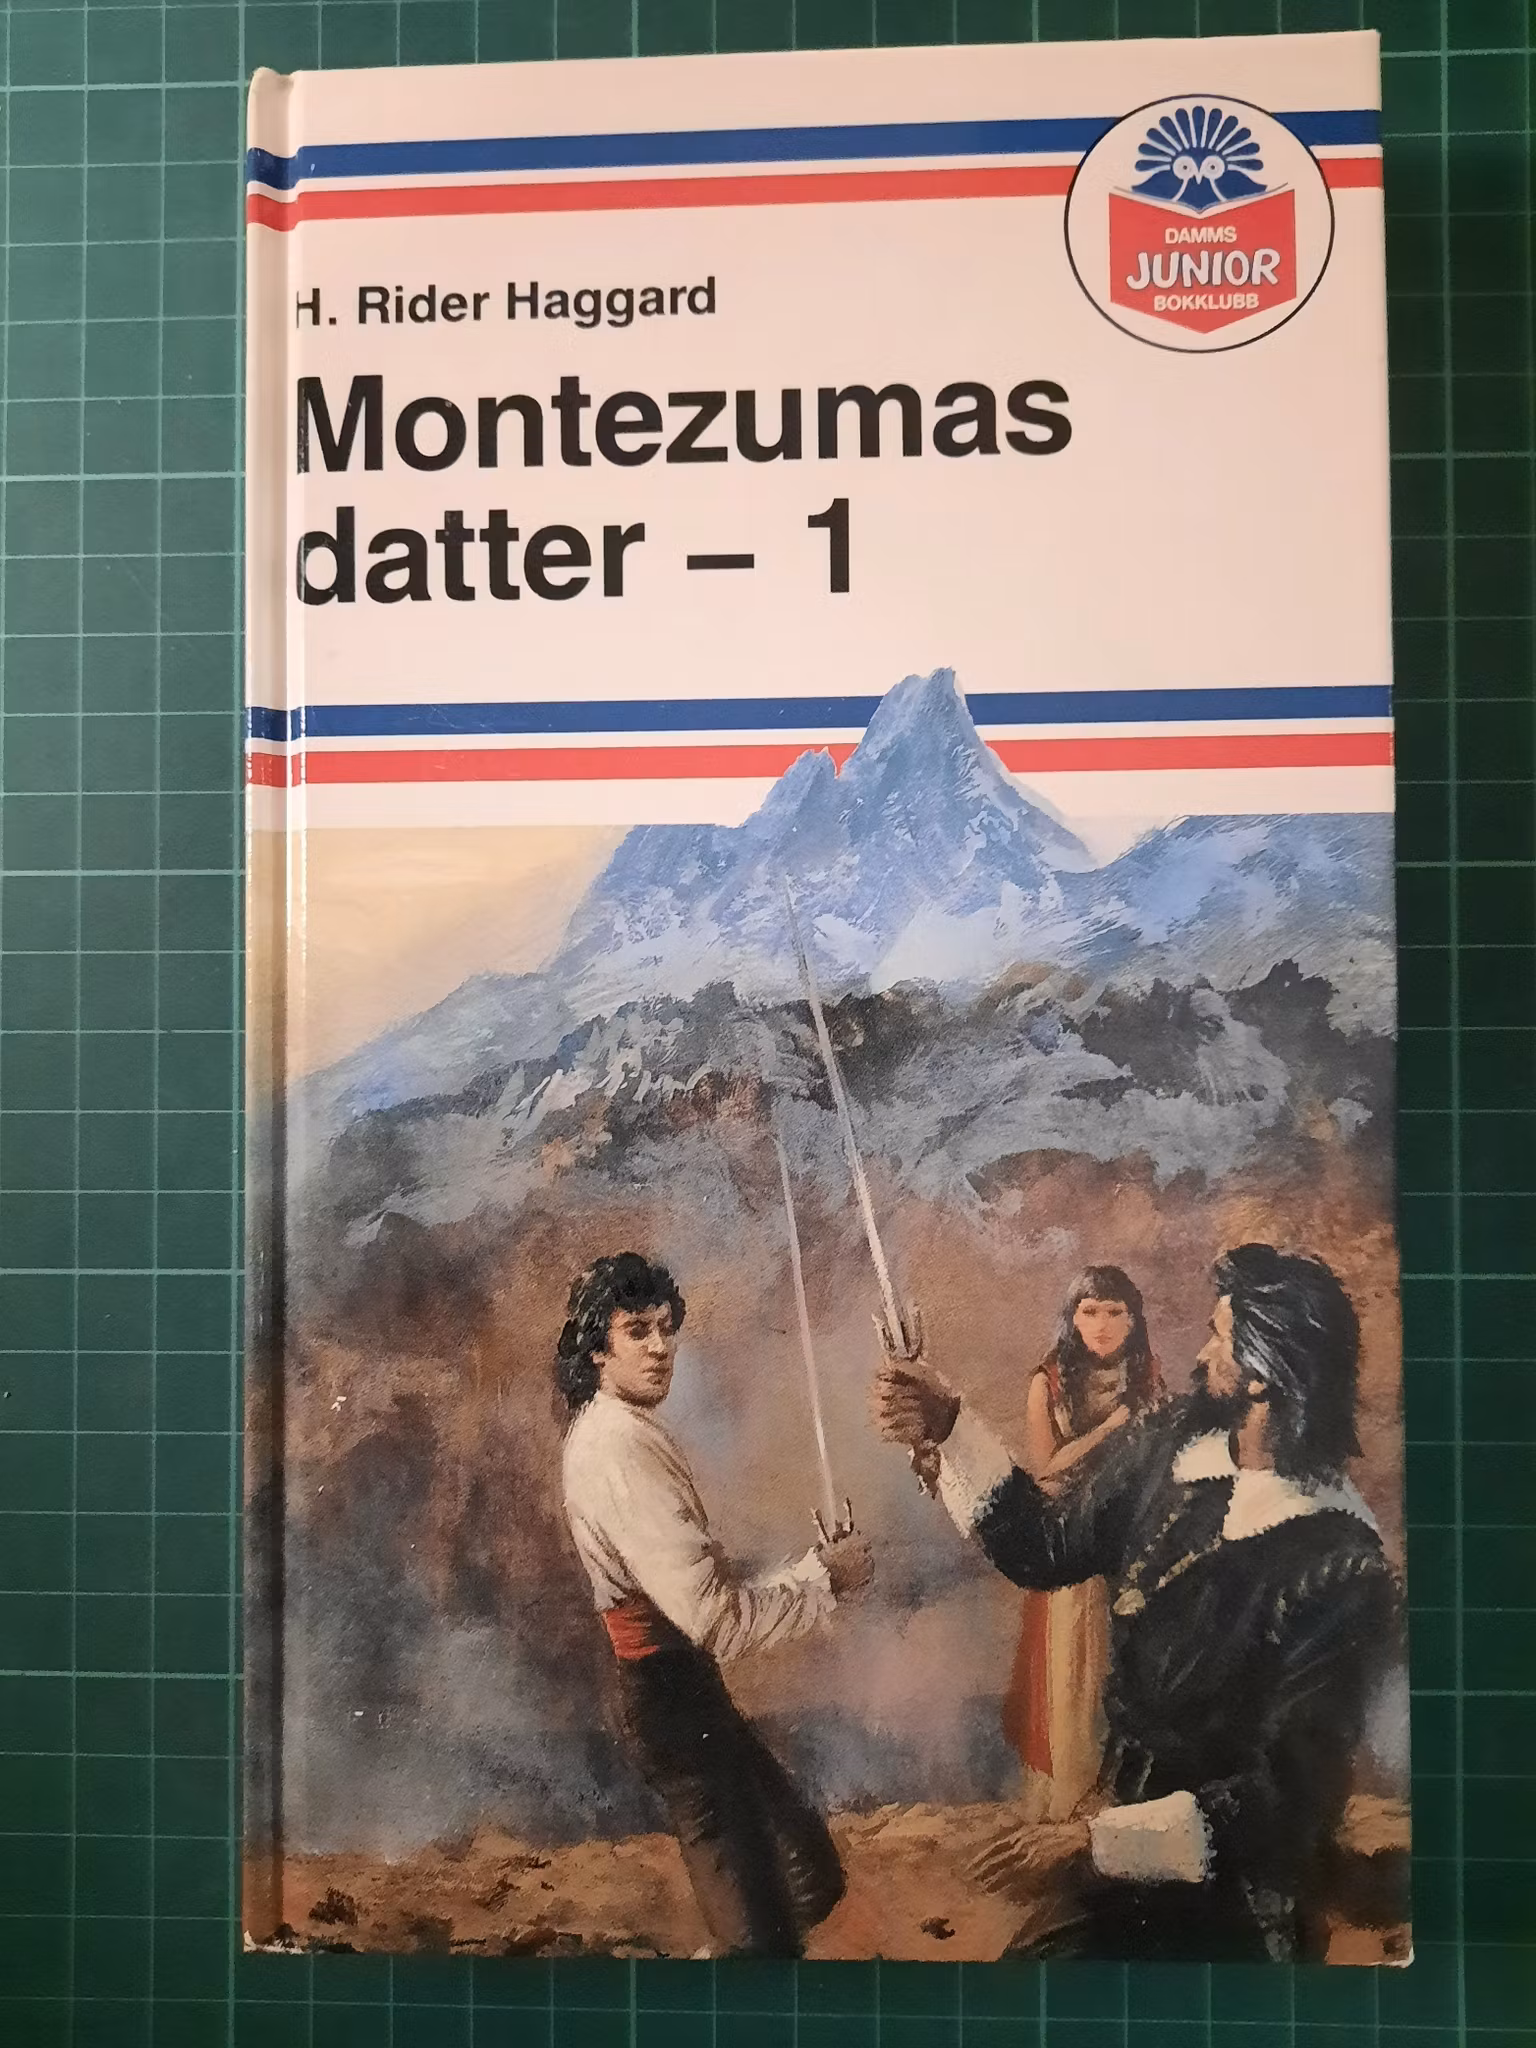 DAMMS
JUNIOR
BOKKLUBB
H. Rider Haggard
Montezumas
datter – 1